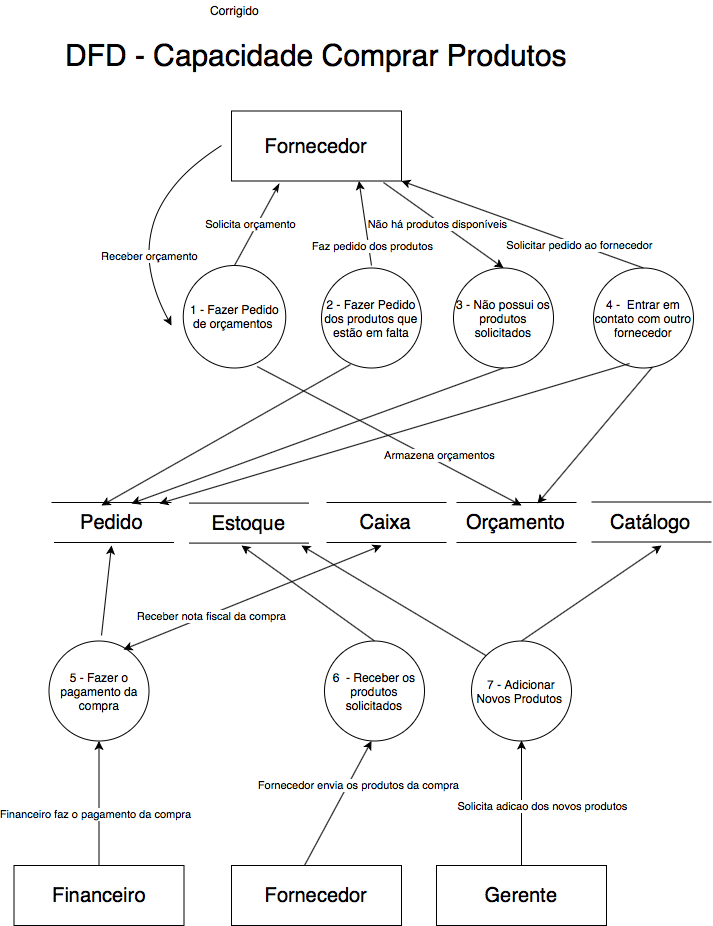 Corrigido
DFD - Capacidade Comprar Produtos
Fornecedor
Solicita orçamento
Não há produtos disponíveis
Faz pedido dos produtos
Solicitar pedido ao fornecedor
Receber orçamento
1 - Fazer Pedido
de orçamentos
2 - Fazer Pedido
dos produtos que
estão em falta
3 - Não possui os
produtos
solicitados
4 -  Entrar em
contato com outro
fornecedor
Armazena orçamentos
Pedido
Estoque
Caixa
Orçamento
Catálogo
Receber nota fiscal da compra
5 - Fazer o
pagamento da
compra
6  - Receber os
produtos
solicitados
7 - Adicionar
Novos Produtos
Fornecedor envia os produtos da compra
Solicita adicao dos novos produtos
Financeiro faz o pagamento da compra
Financeiro
Fornecedor
Gerente